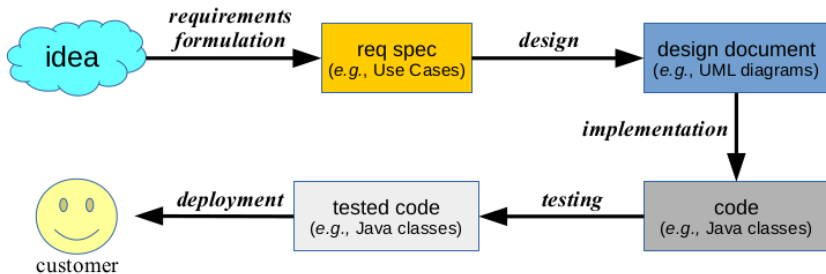 requirements
formulation
idea
req spec
(e.g., Use Cases)
design
design document
(e.g., UML diagrams)
implementation
code
(e.g., Java classes)
testing
tested code
(e.g., Java classes)
deployment
customer